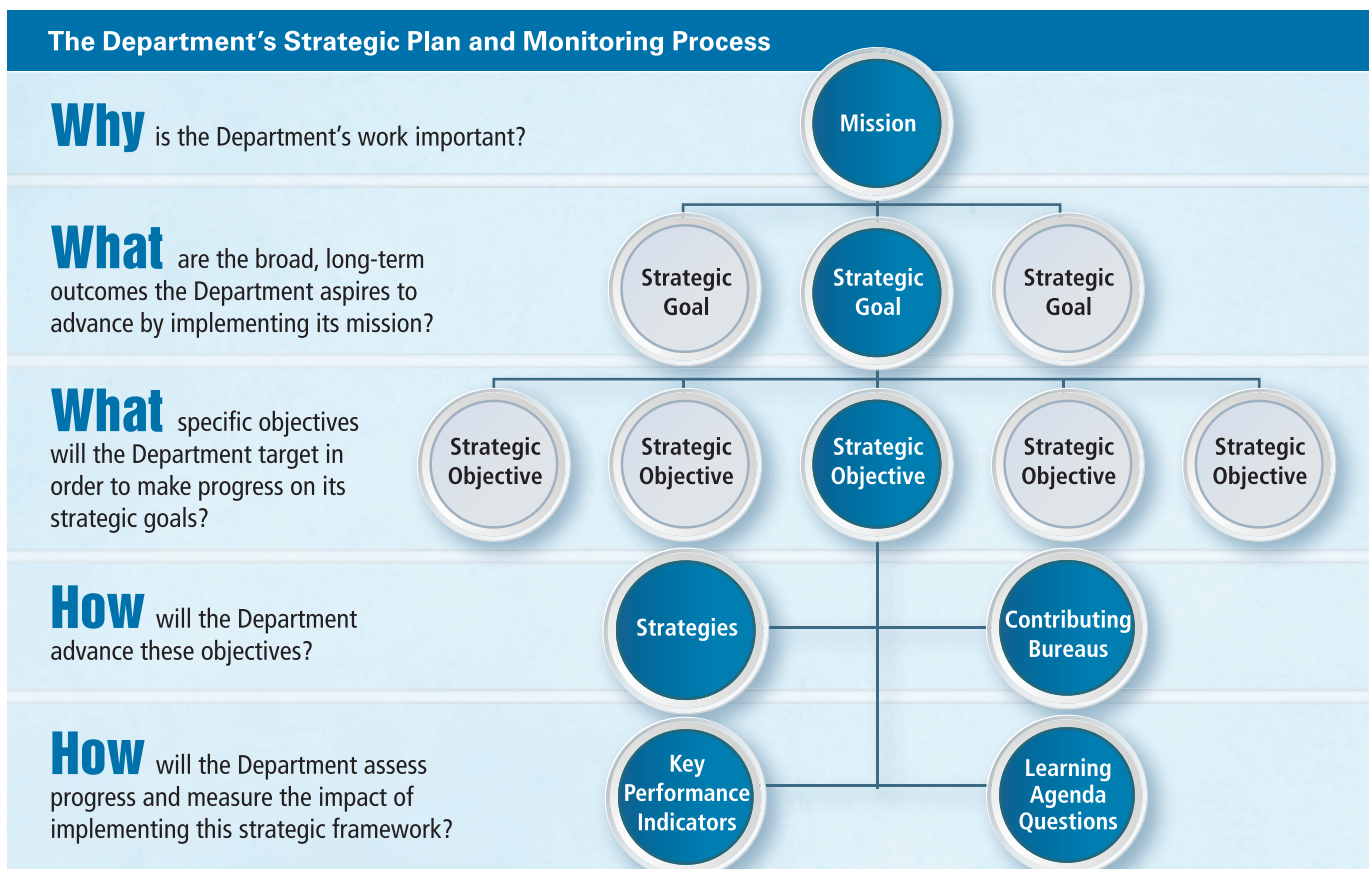 The Department's Strategic Plan and Monitoring Process
Why is the Department's work important?
Mission
What are the broad, long-term
outcomes the Department aspires to
advance by implementing its mission?
Strategic
Goal
Strategic
Goal
Strategic
Goal
What specific objectives
will the Department target in
order to make progress on its
strategic goals?
Strategic
Objective
Strategic
Objective
Strategic
Objective
Strategic
Objective
Strategic
Objective
How will the Department
advance these objectives?
Strategies
Contributing
Bureaus
How will the Department assess
progress and measure the impact of
implementing this strategic framework?
Key
Performance
Indicators
Learning
Agenda
Questions